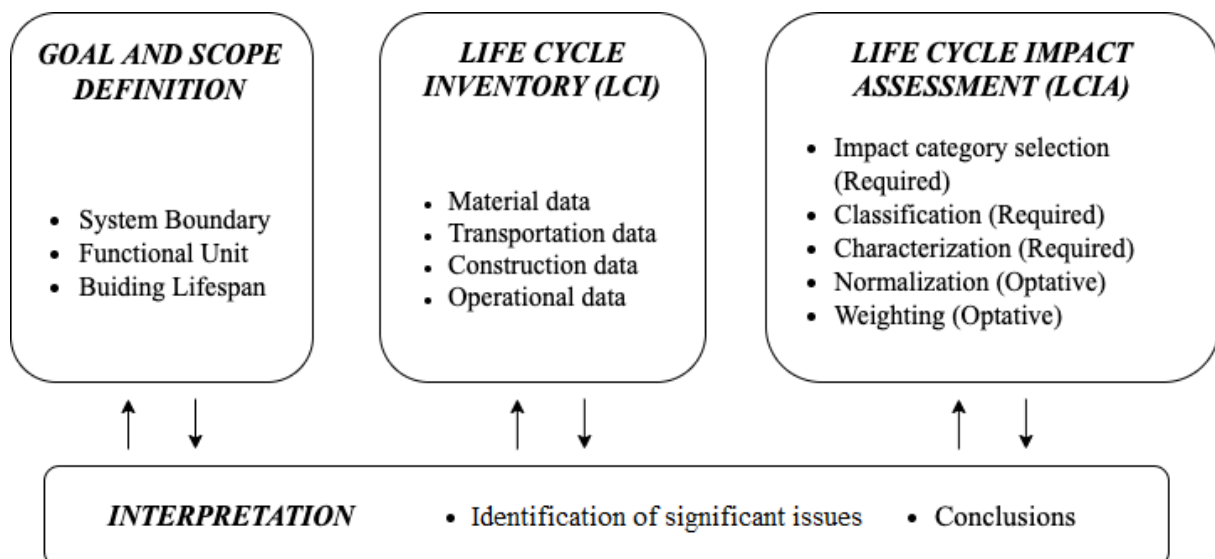 GOAL AND SCOPE
DEFINITION
• System Boundary
• Functional Unit
• Buiding Lifespan
LIFE CYCLE
INVENTORY (LCI)
• Material data
• Transportation data
• Construction data
• Operational data
LIFE CYCLE IMPACT
ASSESSMENT (LCIA)
• Impact category selection
(Required)
• Classification (Required)
• Characterization (Required)
• Normalization (Optative)
• Weighting (Optative)
INTERPRETATION • Identification of significant issues • Conclusions